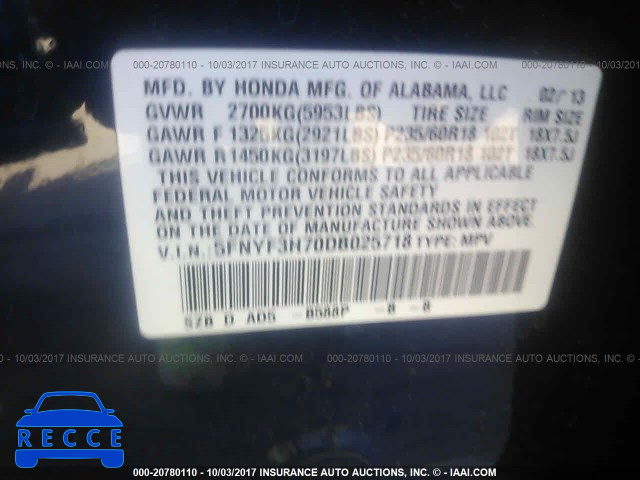 000-20780110 - 10/03/2017 INSURANCE AUTO AUCTIONS, INC. - © - IAAI.COM
MFD. BY HONDA MFG. OF ALABAMA, LLC 02/13
GVWR 2700KG(5953LBS) TIRE SIZE RIM SIZE
GAWR F 1325KG(2921LBS) P235/60R18 102T 18X7.5J
GAWR R 1450KG(3197LBS) P235/60R18 102T 18X7.5J
THIS VEHICLE CONFORMS TO ALL APPLICABLE
FEDERAL MOTOR VEHICLE SAFETY
AND THEFT PREVENTION STANDARDS IN EFFECT
ON THE DATE OF MANUFACTURE SHOWN ABOVE.
V.I.N.: 5FNYF3H70DB025718 TYPE: MPV
SZB D AD5 -B588P -B -B
000-20780110 - 10/03/2017 INSURANCE AUTO AUCTIONS, INC. - © - IAAI.COM
RECCE
000-20780110 - 10/03/2017 INSURANCE AUTO AUCTIONS, INC. - © - IAAI.COM